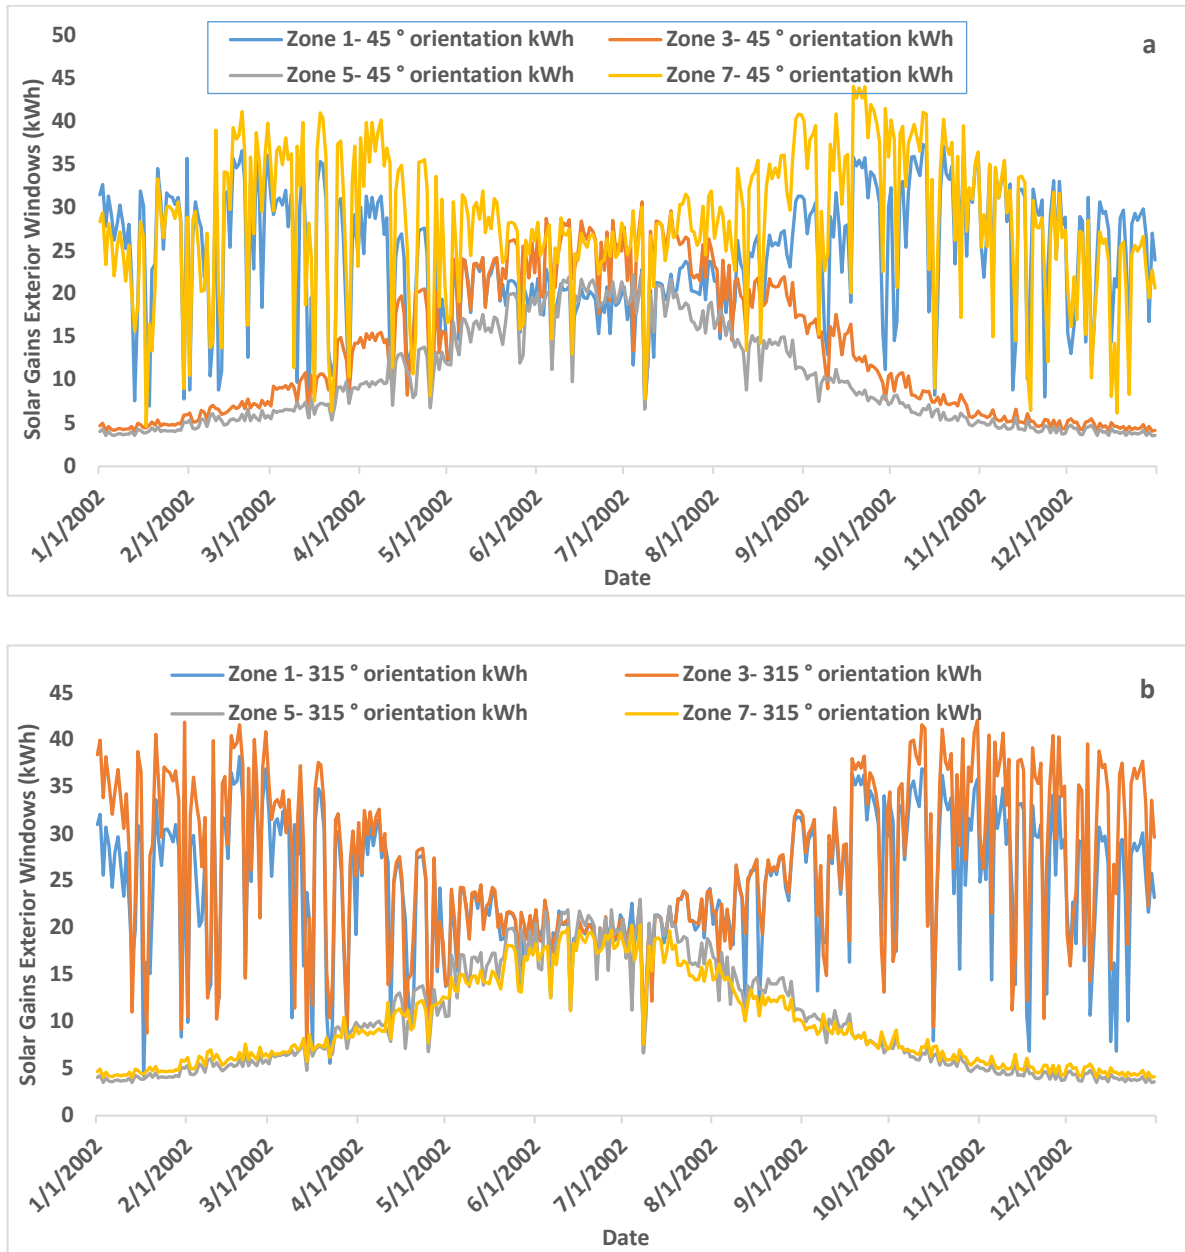 Zone 1- 45 ° orientation kWh Zone 3- 45 ° orientation kWh
Zone 5- 45 ° orientation kWh Zone 7- 45 ° orientation kWh
a
Solar Gains Exterior Windows (kWh)
50
45
40
35
30
25
20
15
10
5
0
1/1/2002 2/1/2002 3/1/2002 4/1/2002 5/1/2002 6/1/2002 7/1/2002 8/1/2002 9/1/2002 10/1/2002 11/1/2002 12/1/2002
Date
Zone 1- 315 ° orientation kWh Zone 3- 315 ° orientation kWh
Zone 5- 315 ° orientation kWh Zone 7- 315 ° orientation kWh
b
Solar Gains Exterior Windows (kWh)
45
40
35
30
25
20
15
10
5
0
1/1/2002 2/1/2002 3/1/2002 4/1/2002 5/1/2002 6/1/2002 7/1/2002 8/1/2002 9/1/2002 10/1/2002 11/1/2002 12/1/2002
Date